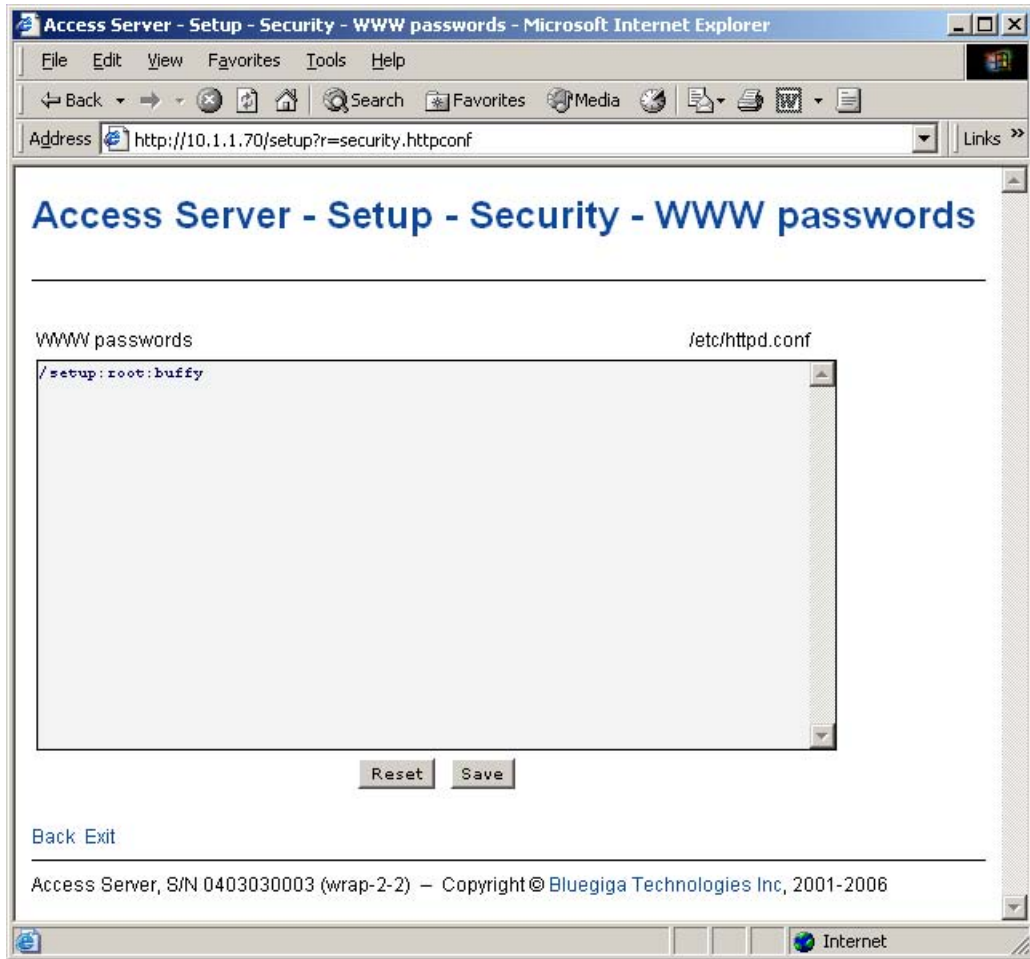 Access Server - Setup - Security - WWW passwords - Microsoft Internet Explorer
File Edit View Favorites Tools Help
Back Search Favorites Media
Address http://10.1.1.70/setup?r=security.httpconf Links »
Access Server - Setup - Security - WWW passwords
WWW passwords /etc/httpd.conf
/setup:root:buffy
Reset Save
Back Exit
Access Server, S/N 0403030003 (wrap-2-2) – Copyright © Bluegiga Technologies Inc, 2001-2006
Internet